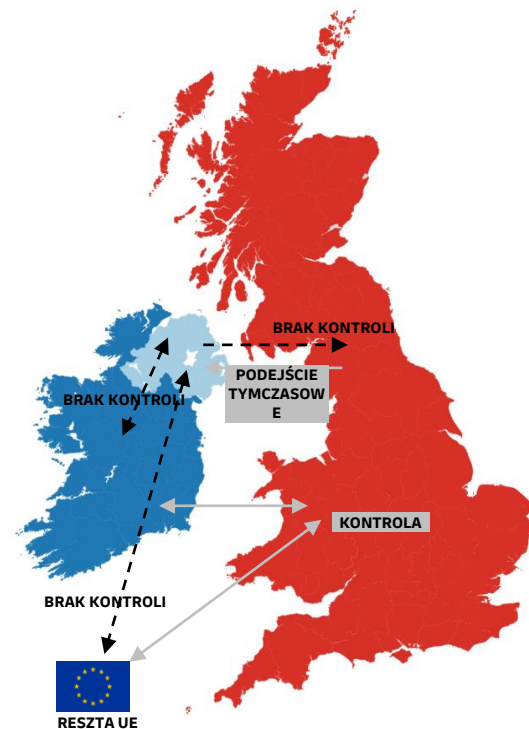 BRAK KONTROLI
PODEJŚCIE
TYMCZASOW
E
BRAK KONTROLI
KONTROLA
BRAK KONTROLI
RESZTA UE